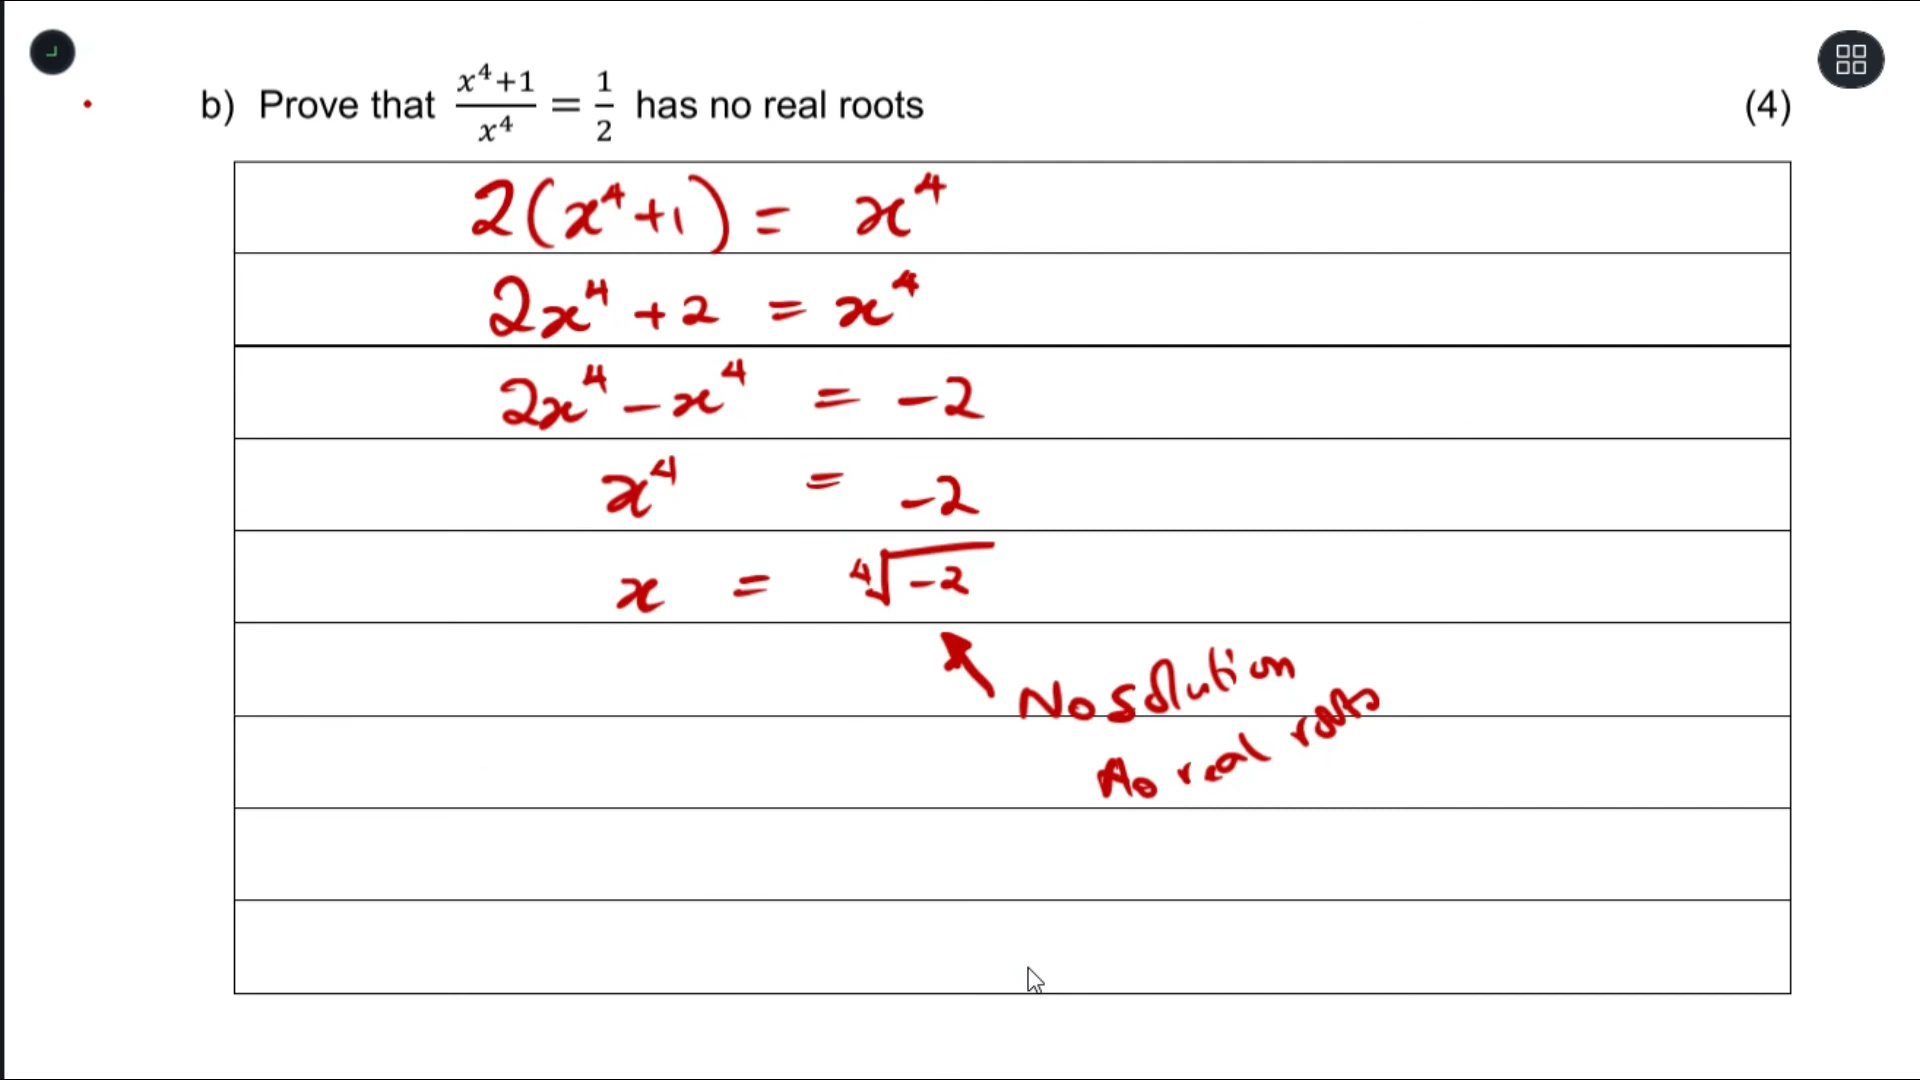 b) Prove that (x⁴+1)/x⁴ = 1/2 has no real roots (4)
2(x⁴+1) = x⁴
2x⁴ + 2 = x⁴
2x⁴ − x⁴ = −2
x⁴ = −2
x = ⁴√−2
No solution
No real roots